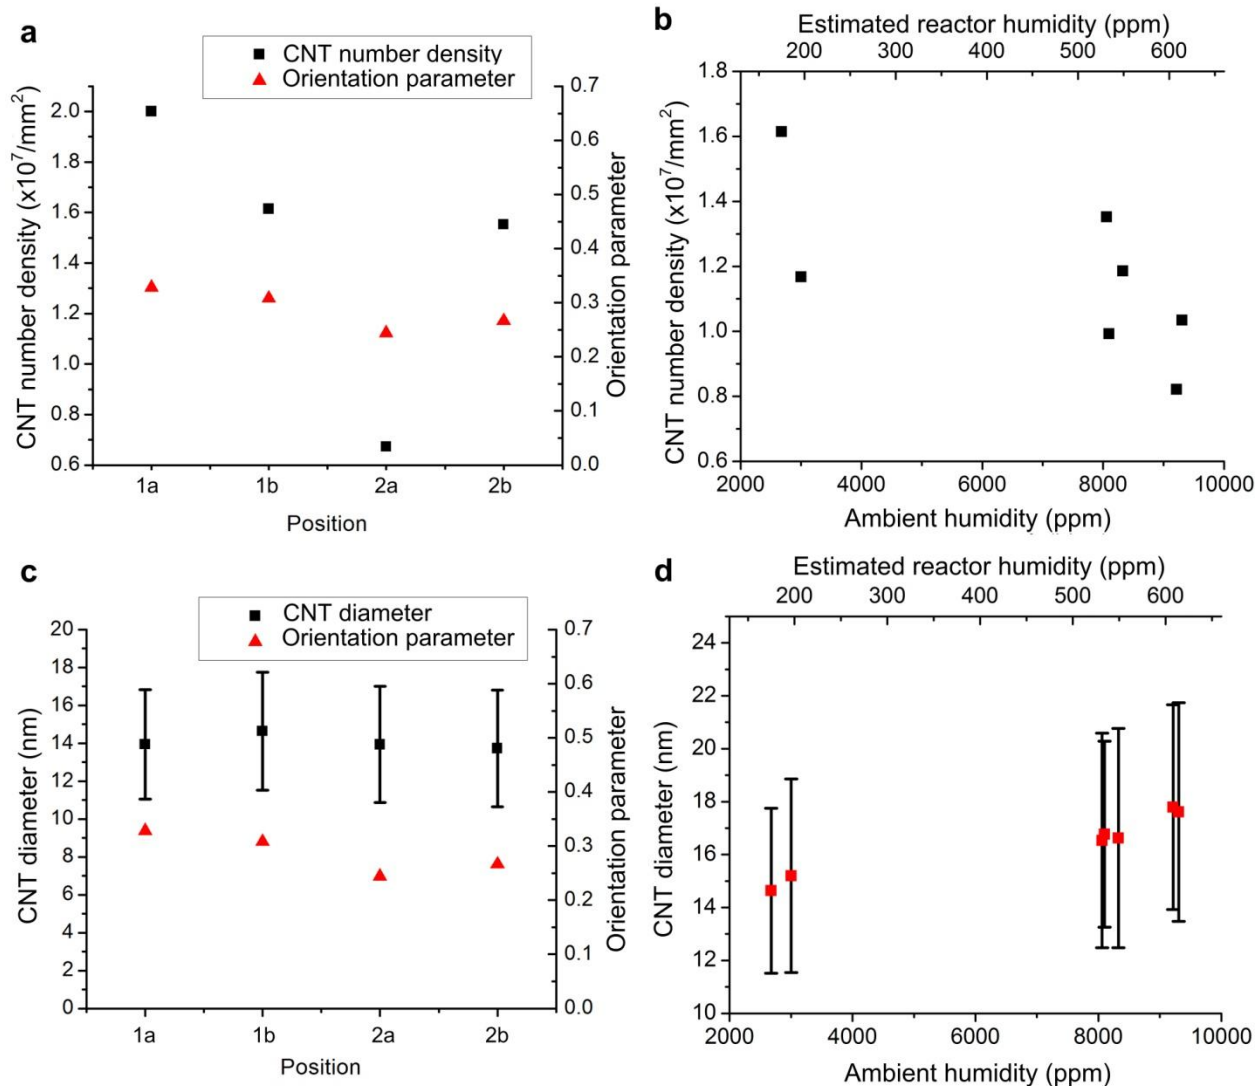 a
CNT number density
Orientation parameter
CNT number density (x10⁷/mm²)
2.0
1.8
1.6
1.4
1.2
1.0
0.8
0.6
0.7
0.6
0.5
0.4
0.3
0.2
0.1
0.0
Orientation parameter
1a 1b 2a 2b
Position
b
Estimated reactor humidity (ppm)
200 300 400 500 600
CNT number density (x10⁷/mm²)
1.8
1.6
1.4
1.2
1.0
0.8
0.6
2000 4000 6000 8000 10000
Ambient humidity (ppm)
c
CNT diameter
Orientation parameter
CNT diameter (nm)
20
18
16
14
12
10
8
6
4
2
0
0.7
0.6
0.5
0.4
0.3
0.2
0.1
0.0
Orientation parameter
1a 1b 2a 2b
Position
d
Estimated reactor humidity (ppm)
200 300 400 500 600
CNT diameter (nm)
24
22
20
18
16
14
12
10
2000 4000 6000 8000 10000
Ambient humidity (ppm)